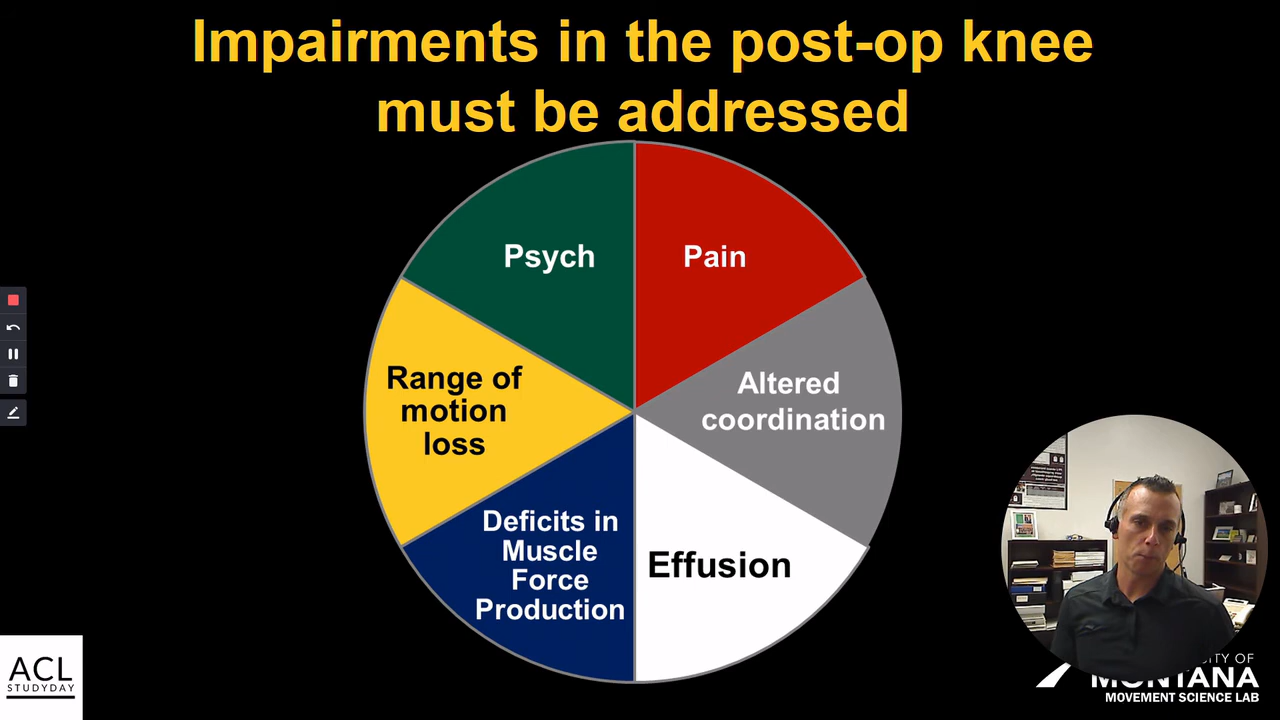 Impairments in the post-op knee
must be addressed
Psych
Pain
Range of
motion
loss
Altered
coordination
Deficits in
Muscle
Force
Production
Effusion
ACL
STUDYDAY
OF
MONTANA
MOVEMENT SCIENCE LAB